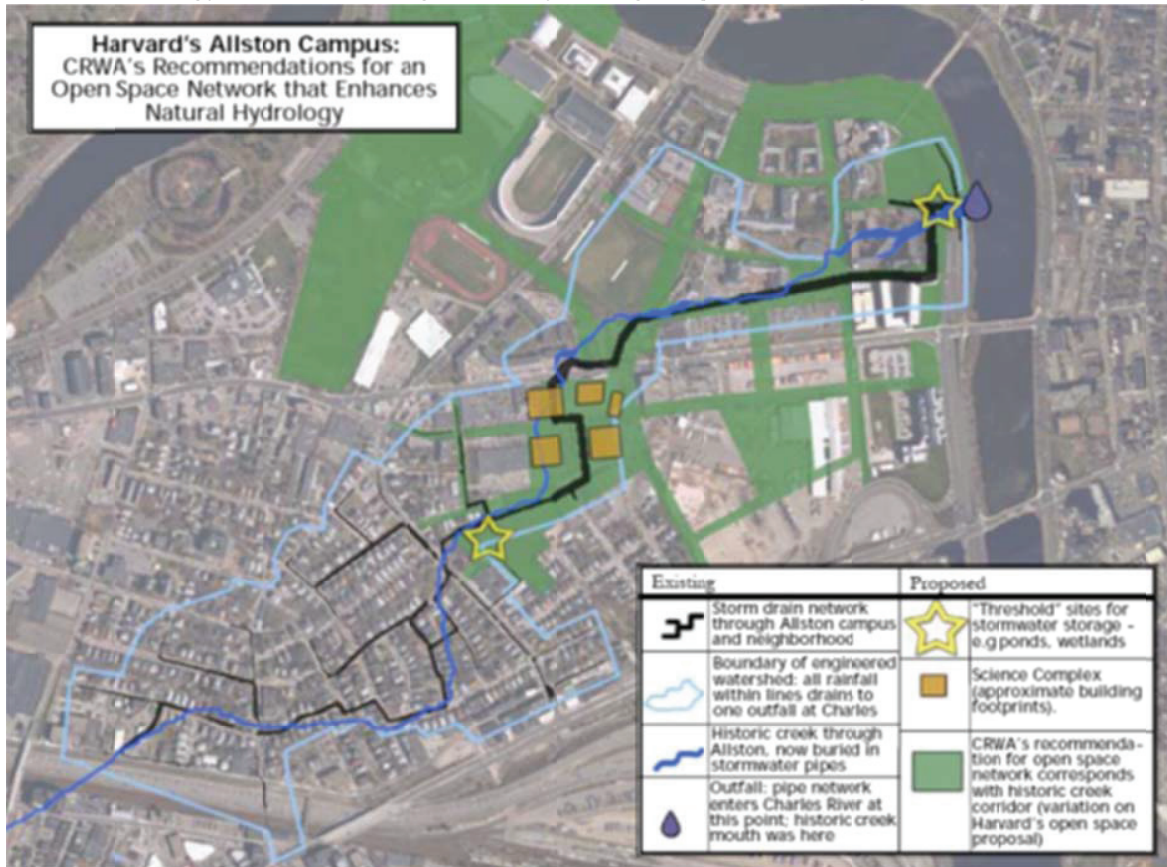 Harvard's Allston Campus:
CRWA's Recommendations for an
Open Space Network that Enhances
Natural Hydrology
Existing
Storm drain network
through Allston campus
and neighborhood
Boundary of engineered
watershed: all rainfall
within lines drains to
one outfall at Charles
Historic creek through
Allston, now buried in
stormwater pipes
Outfall: pipe network
enters Charles River at
this point; historic creek
mouth was here
Proposed
"Threshold" sites for
stormwater storage -
e.g ponds, wetlands
Science Complex
(approximate building
footprints).
CRWA's recommenda-
tion for open space
network corresponds
with historic creek
corridor (variation on
Harvard's open space
proposal)